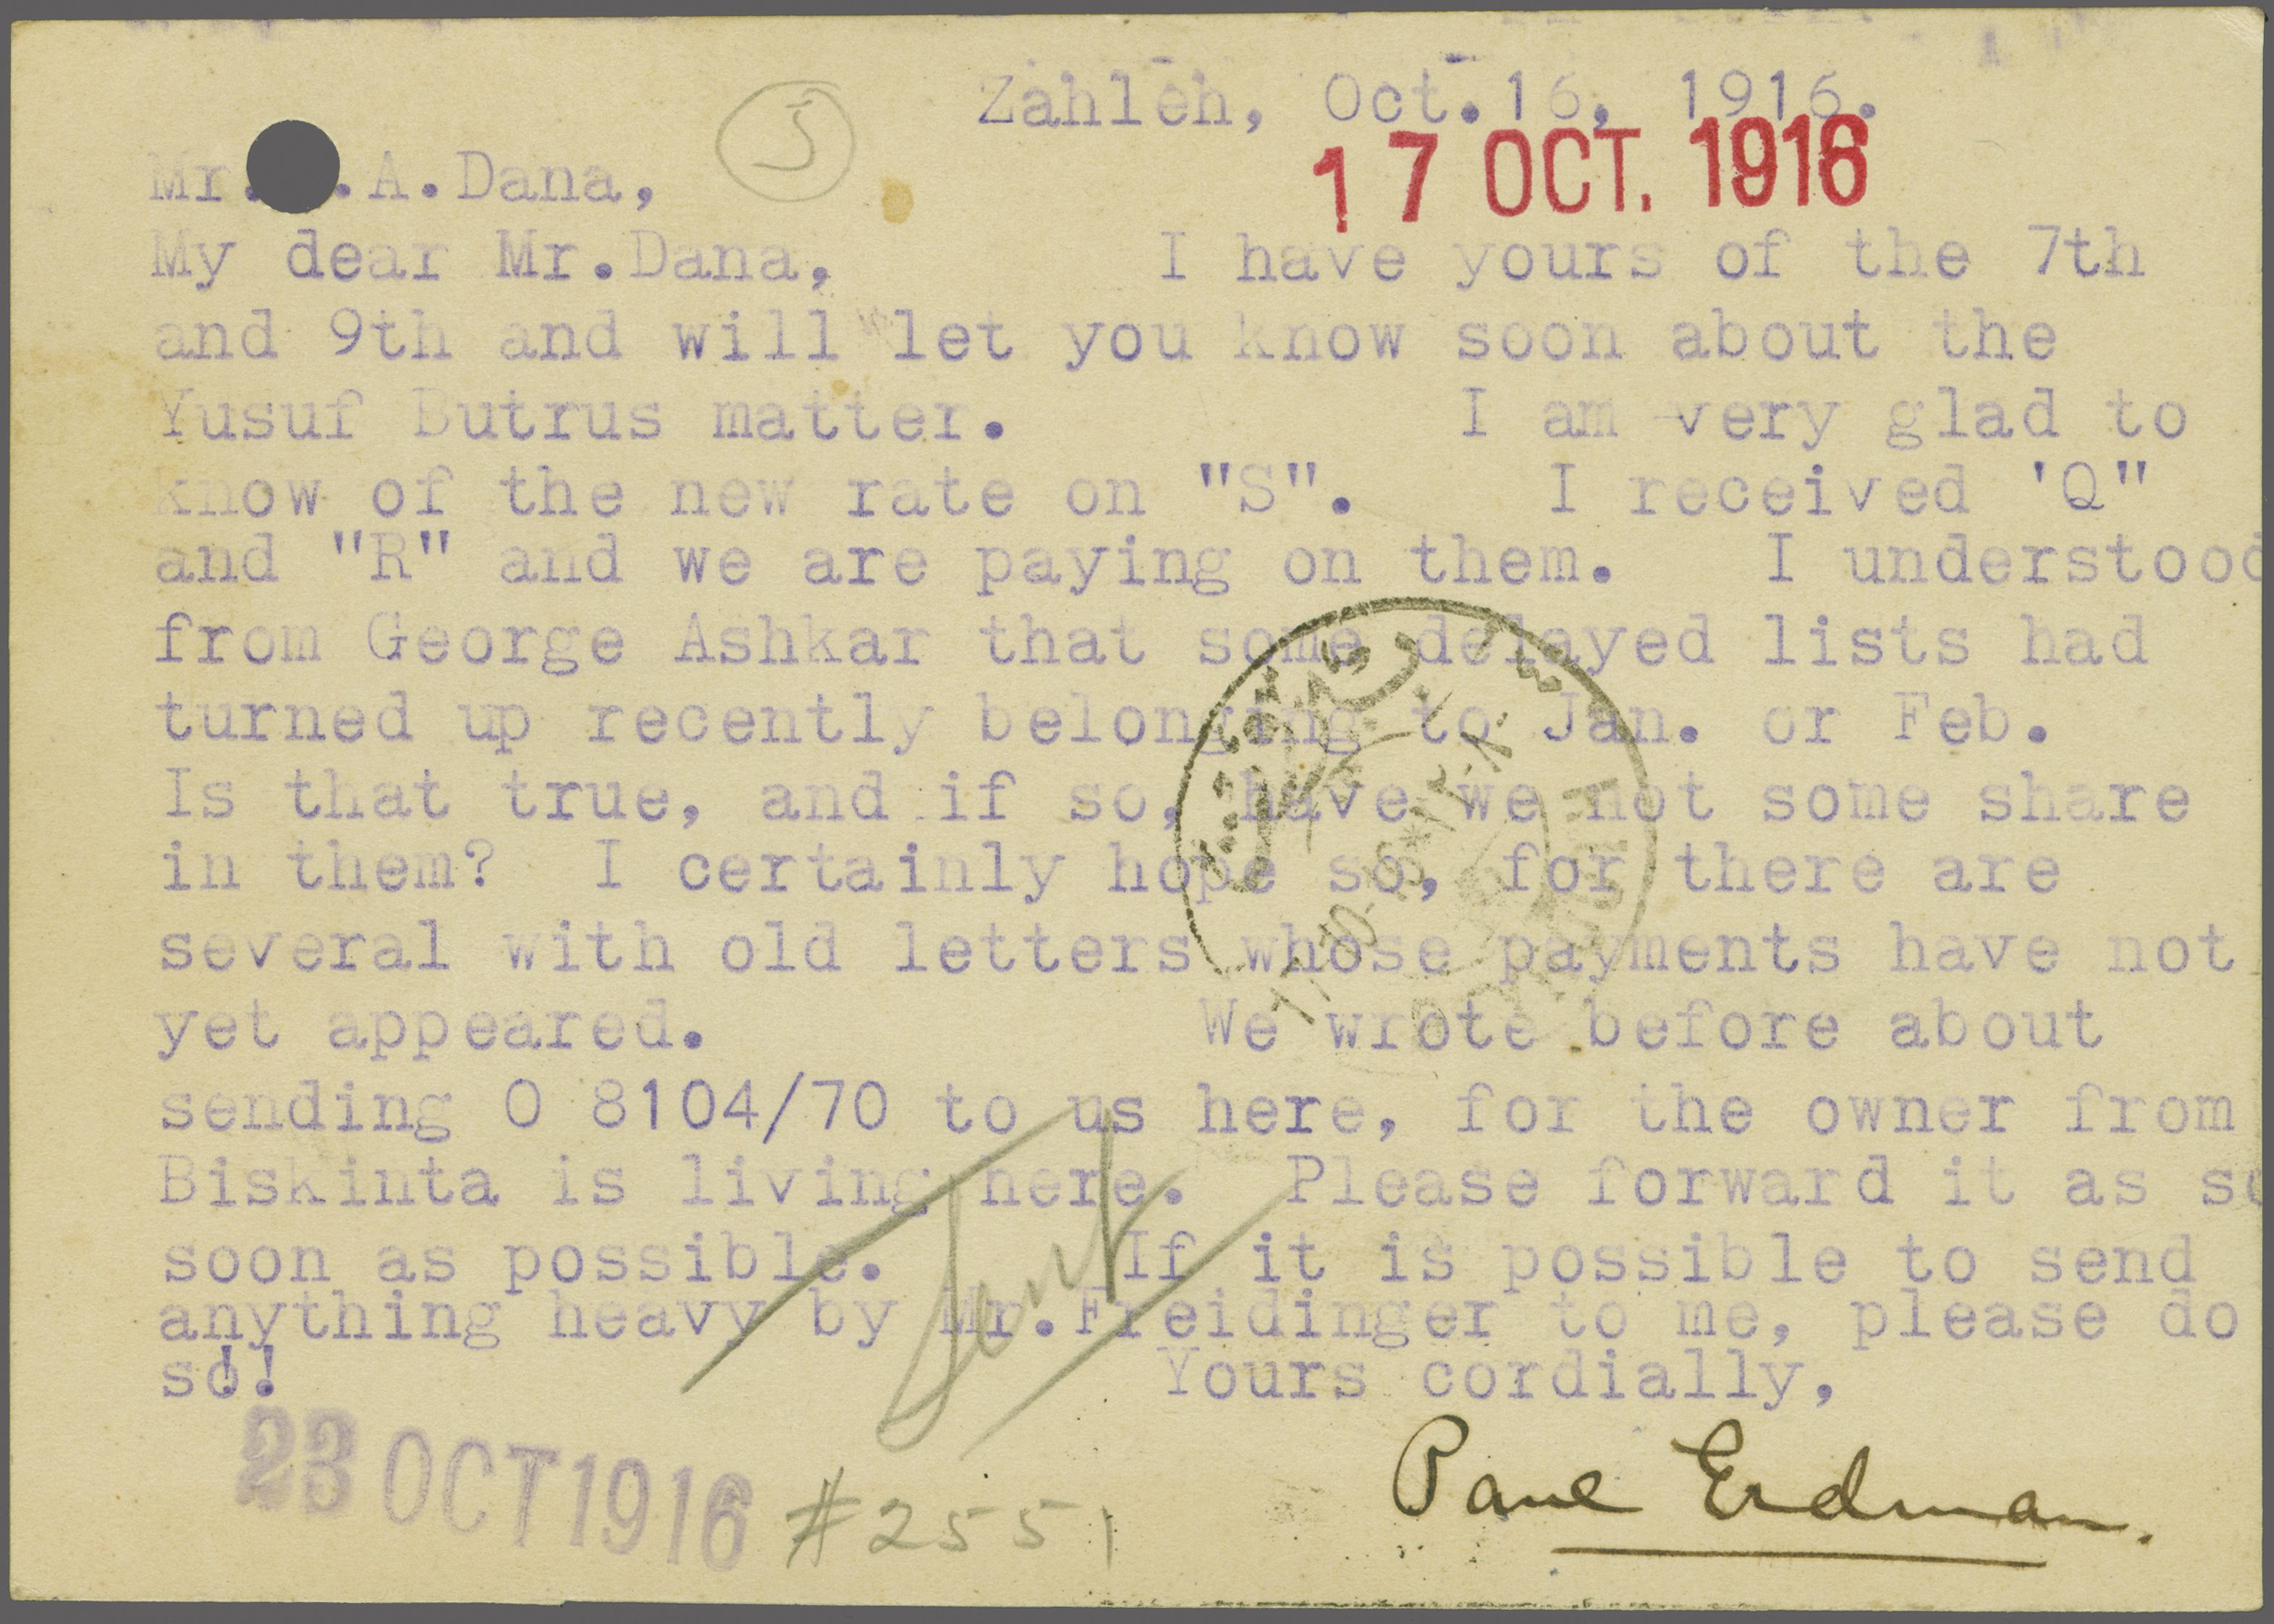 Zahleh, Oct.16, 1916.
5
17 OCT. 1916
Mr. .A.Dana,
My dear Mr.Dana, I have yours of the 7th
and 9th and will let you know soon about the
Yusuf Butrus matter. I am very glad to
know of the new rate on "S". I received 'Q"
and "R" and we are paying on them. I understood
from George Ashkar that some delayed lists had
turned up recently belonging to Jan. or Feb.
Is that true, and if so, have we not some share
in them? I certainly hope so, for there are
several with old letters whose payments have not
yet appeared. We wrote before about
sending O 8104/70 to us here, for the owner from
Biskinta is living here. Please forward it as so
soon as possible. If it is possible to send
anything heavy by Mr.Freidinger to me, please do
so!!
Yours cordially,
Sent
23 OCT 1916
#2551
Paul Erdman.